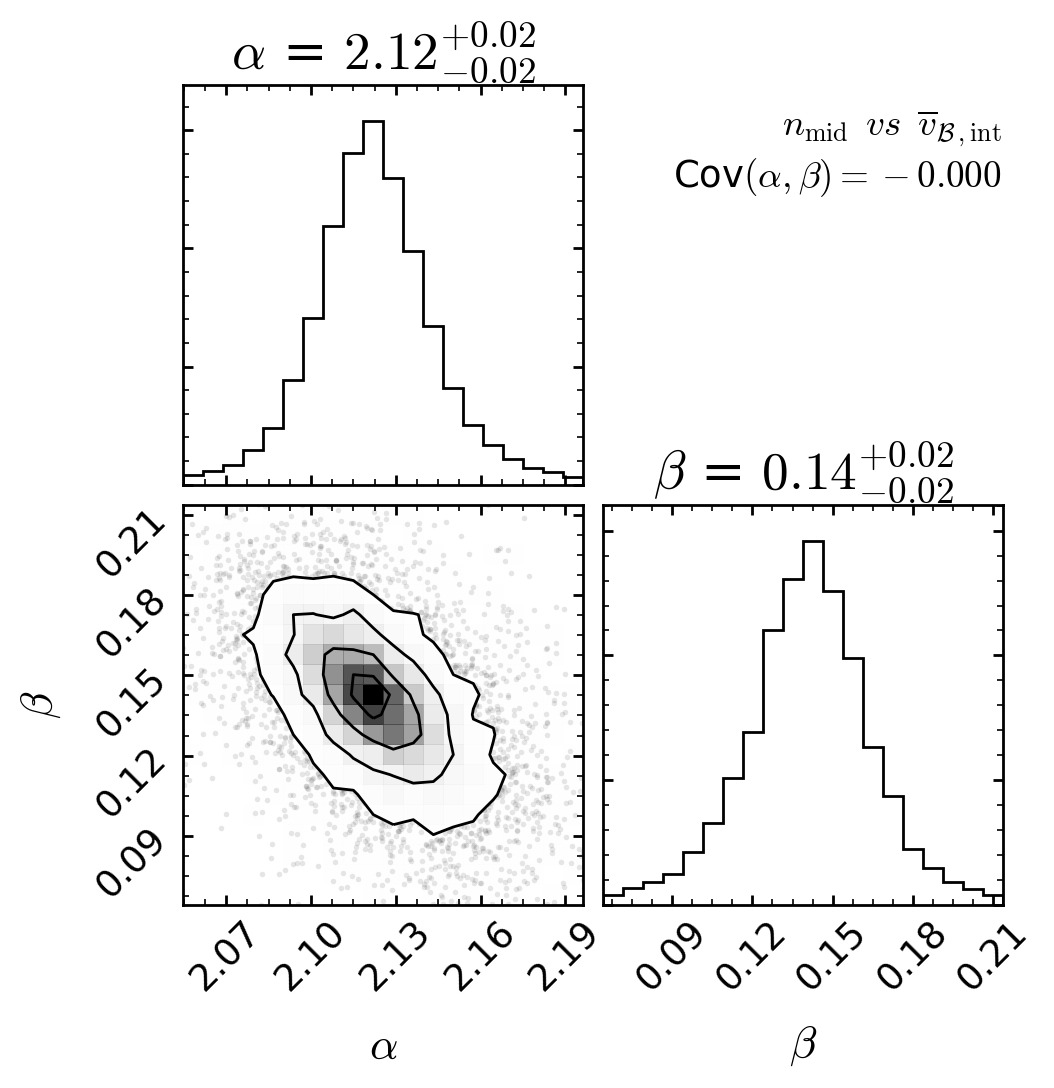 α = 2.12+0.02−0.02
n_mid vs v̅_ℬ,int
Cov(α, β) = −0.000
β = 0.14+0.02−0.02
0.21
0.18
0.15
0.12
0.09
β
2.07 2.10 2.13 2.16 2.19
0.09 0.12 0.15 0.18 0.21
α
β